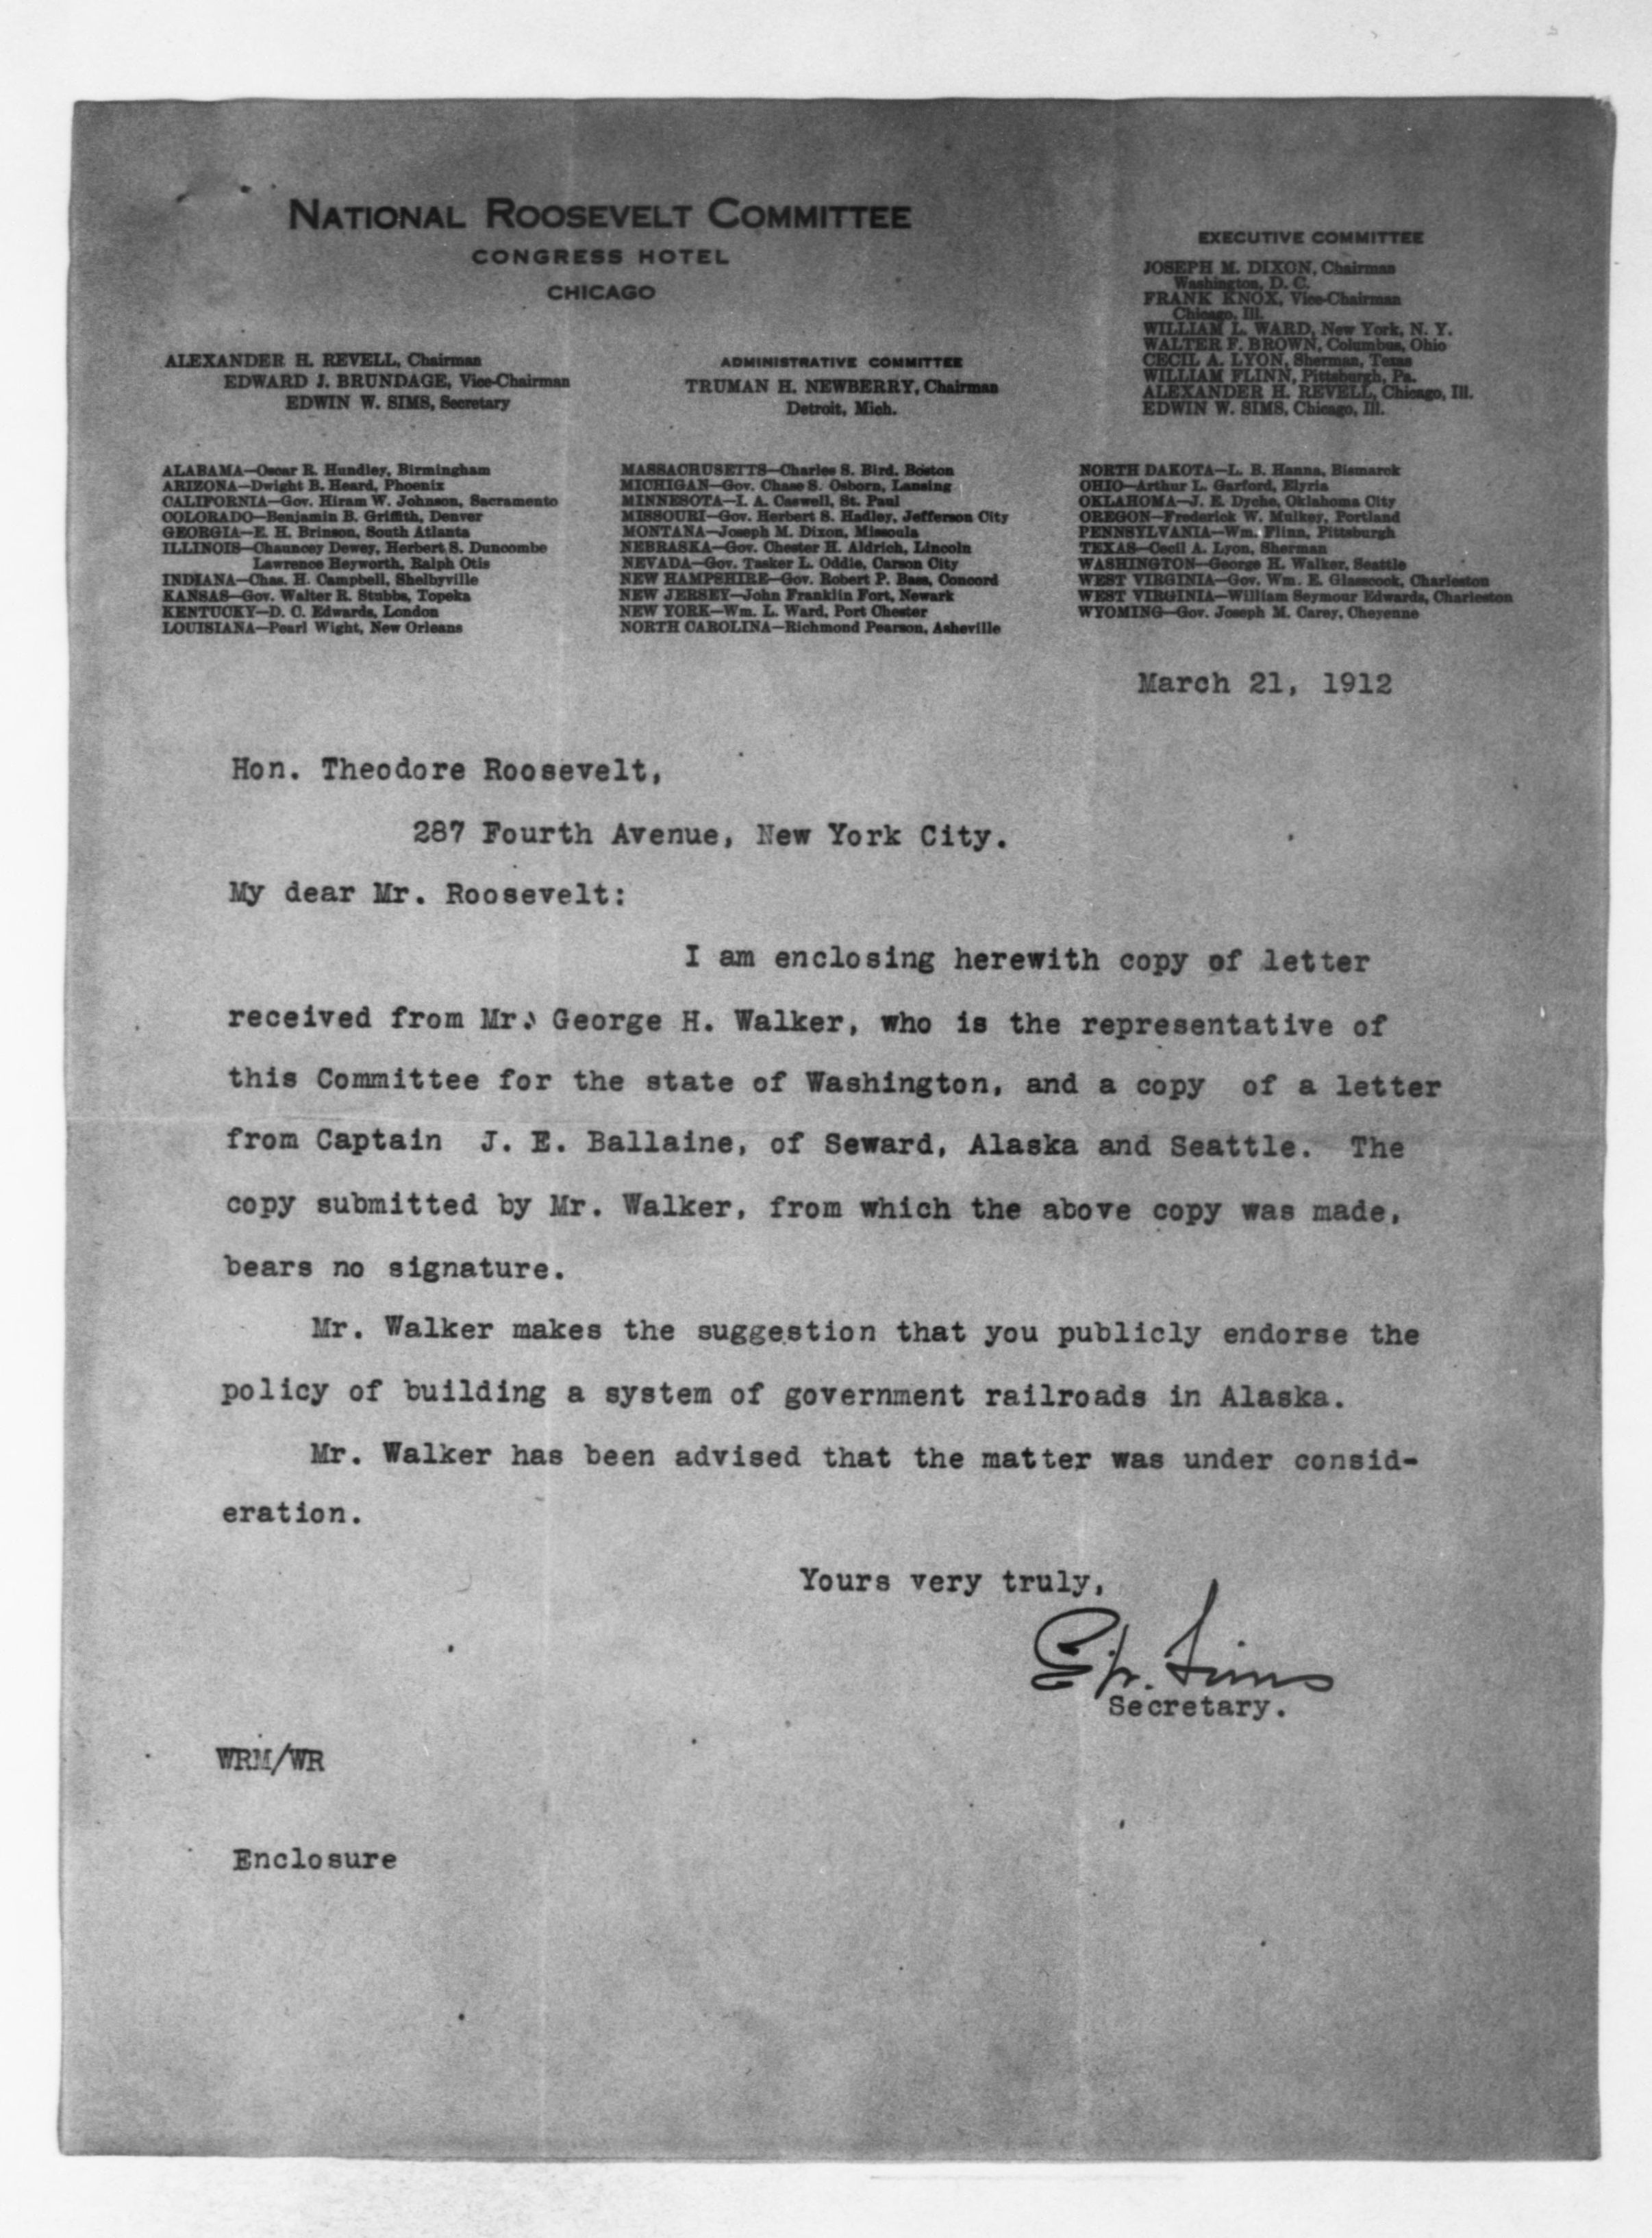 NATIONAL ROOSEVELT COMMITTEE
CONGRESS HOTEL
CHICAGO
EXECUTIVE COMMITTEE
JOSEPH M. DIXON, Chairman
Washington, D. C.
FRANK KNOX, Vice-Chairman
Chicago, Ill.
WILLIAM L. WARD, New York, N. Y.
WALTER F. BROWN, Columbus, Ohio
CECIL A. LYON, Sherman, Texas
WILLIAM FLINN, Pittsburgh, Pa.
ALEXANDER H. REVELL, Chicago, Ill.
EDWIN W. SIMS, Chicago, Ill.
ALEXANDER H. REVELL, Chairman
EDWARD J. BRUNDAGE, Vice-Chairman
EDWIN W. SIMS, Secretary
ADMINISTRATIVE COMMITTEE
TRUMAN H. NEWBERRY, Chairman
Detroit, Mich.
ALABAMA—Oscar R. Hundley, Birmingham
ARIZONA—Dwight B. Heard, Phoenix
CALIFORNIA—Gov. Hiram W. Johnson, Sacramento
COLORADO—Benjamin B. Griffith, Denver
GEORGIA—E. H. Brinson, South Atlanta
ILLINOIS—Chauncey Dewey, Herbert S. Duncombe
Lawrence Heyworth, Ralph Otis
INDIANA—Chas. H. Campbell, Shelbyville
KANSAS—Gov. Walter R. Stubbs, Topeka
KENTUCKY—D. C. Edwards, London
LOUISIANA—Pearl Wight, New Orleans
MASSACHUSETTS—Charles S. Bird, Boston
MICHIGAN—Gov. Chase S. Osborn, Lansing
MINNESOTA—I. A. Caswell, St. Paul
MISSOURI—Gov. Herbert S. Hadley, Jefferson City
MONTANA—Joseph M. Dixon, Missoula
NEBRASKA—Gov. Chester H. Aldrich, Lincoln
NEVADA—Gov. Tasker L. Oddie, Carson City
NEW HAMPSHIRE—Gov. Robert P. Bass, Concord
NEW JERSEY—John Franklin Fort, Newark
NEW YORK—Wm. L. Ward, Port Chester
NORTH CAROLINA—Richmond Pearson, Asheville
NORTH DAKOTA—L. B. Hanna, Bismarck
OHIO—Arthur L. Garford, Elyria
OKLAHOMA—J. E. Dyche, Oklahoma City
OREGON—Frederick W. Mulkey, Portland
PENNSYLVANIA—Wm. Flinn, Pittsburgh
TEXAS—Cecil A. Lyon, Sherman
WASHINGTON—George H. Walker, Seattle
WEST VIRGINIA—Gov. Wm. E. Glasscock, Charleston
WEST VIRGINIA—William Seymour Edwards, Charleston
WYOMING—Gov. Joseph M. Carey, Cheyenne
March 21, 1912
Hon. Theodore Roosevelt,
287 Fourth Avenue, New York City.
My dear Mr. Roosevelt:
I am enclosing herewith copy of letter
received from Mr. George H. Walker, who is the representative of
this Committee for the state of Washington, and a copy of a letter
from Captain J. E. Ballaine, of Seward, Alaska and Seattle. The
copy submitted by Mr. Walker, from which the above copy was made,
bears no signature.
Mr. Walker makes the suggestion that you publicly endorse the
policy of building a system of government railroads in Alaska.
Mr. Walker has been advised that the matter was under consid-
eration.
Yours very truly,
E. W. Sims
Secretary.
WRM/WR
Enclosure